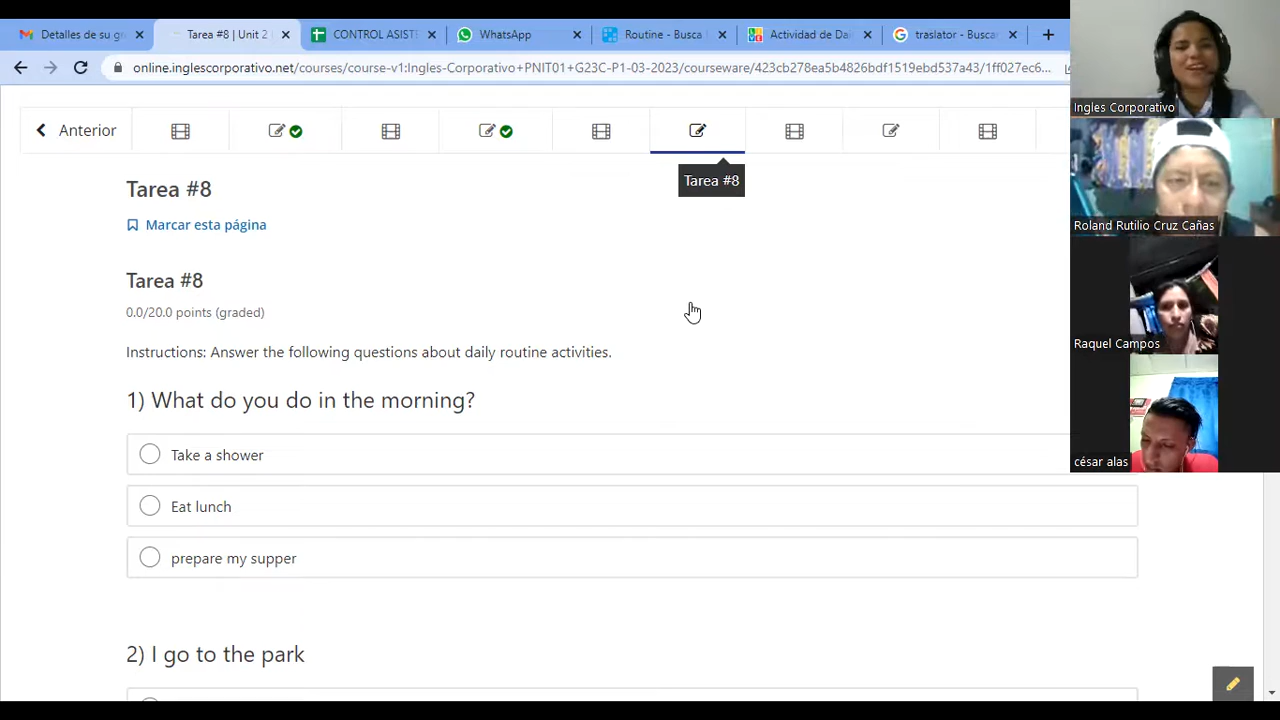 Detalles de su g
Tarea #8 | Unit 2
CONTROL ASIST
WhatsApp
Routine - Busca
Actividad de Da
traslator - Busca
online.inglescorporativo.net/courses/course-v1:Ingles-Corporativo+PNIT01+G23C-P1-03-2023/courseware/423cb278ea5b4826bdf1519ebd537a43/1ff027ec6...
Anterior
Tarea #8
Tarea #8
Marcar esta página
Tarea #8
0.0/20.0 points (graded)
Instructions: Answer the following questions about daily routine activities.
1) What do you do in the morning?
Take a shower
Eat lunch
prepare my supper
2) I go to the park
Ingles Corporativo
Roland Rutilio Cruz Cañas
Raquel Campos
césar alas